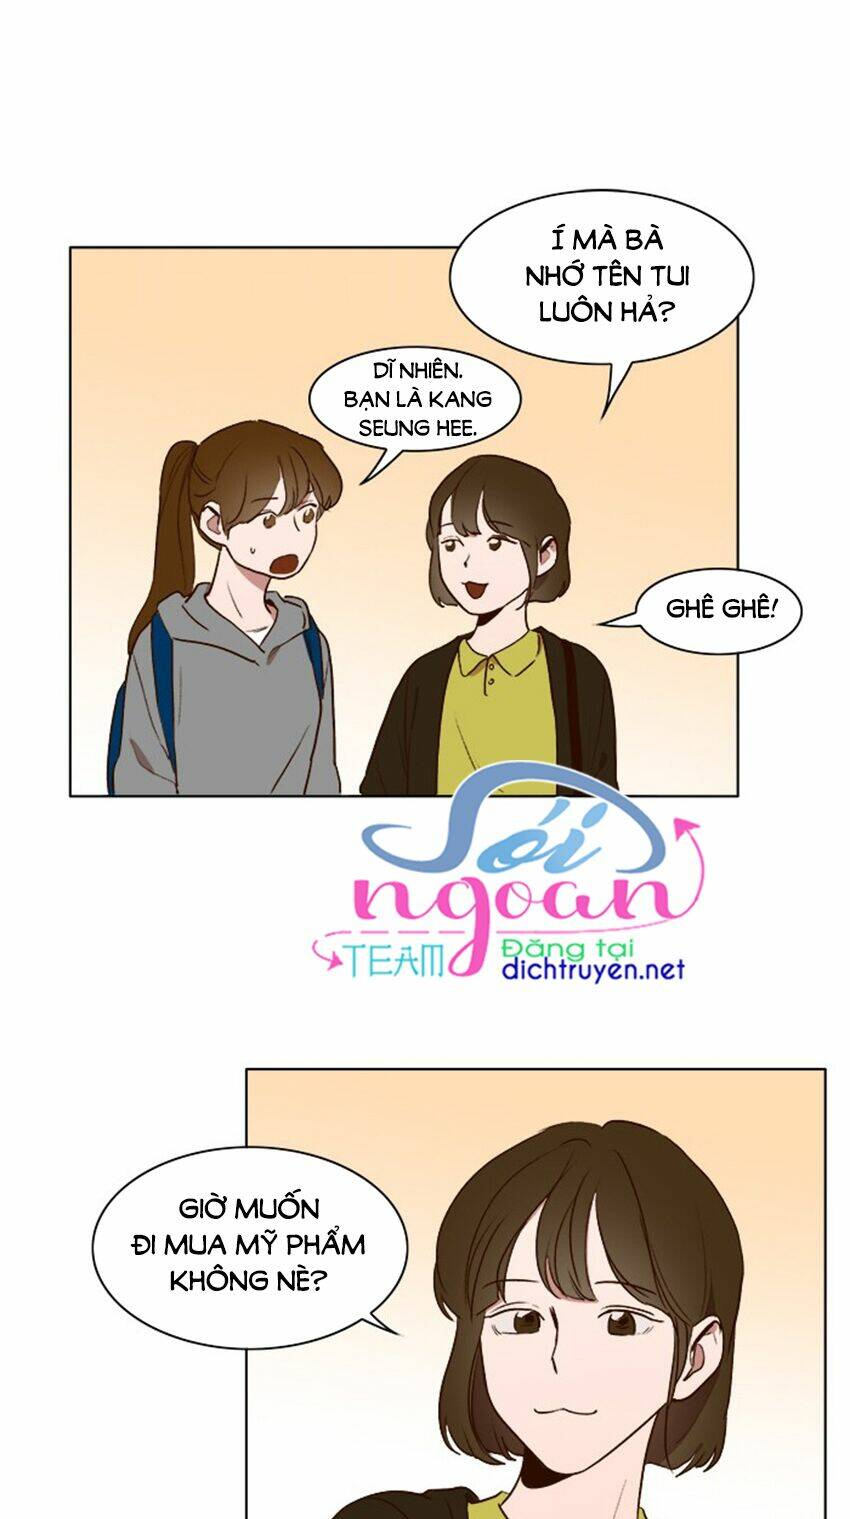 Í MÀ BÀ
NHỚ TÊN TUI
LUÔN HẢ?
DĨ NHIÊN.
BẠN LÀ KANG
SEUNG HEE.
GHÊ GHÊ!
Sói
ngoan
TEAM
Đăng tại
dichtruyen.net
GIỜ MUỐN
ĐI MUA MỸ PHẨM
KHÔNG NÈ?